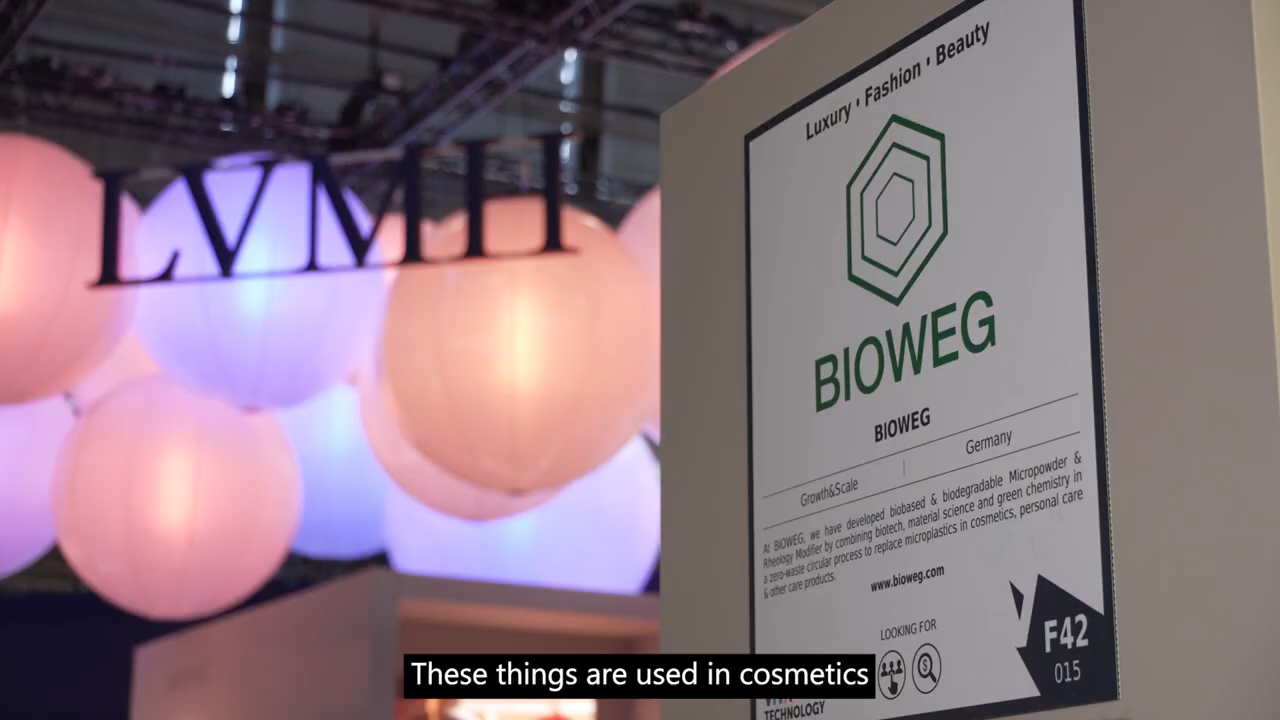 LVMH
Luxury • Fashion • Beauty
BIOWEG
BIOWEG
Growth&Scale | Germany
At BIOWEG, we have developed biobased & biodegradable Micropowder &
Rheology Modifier by combining biotech, material science and green chemistry in
a zero-waste circular process to replace microplastics in cosmetics, personal care
& other care products.
www.bioweg.com
LOOKING FOR
F42
015
TECHNOLOGY
These things are used in cosmetics